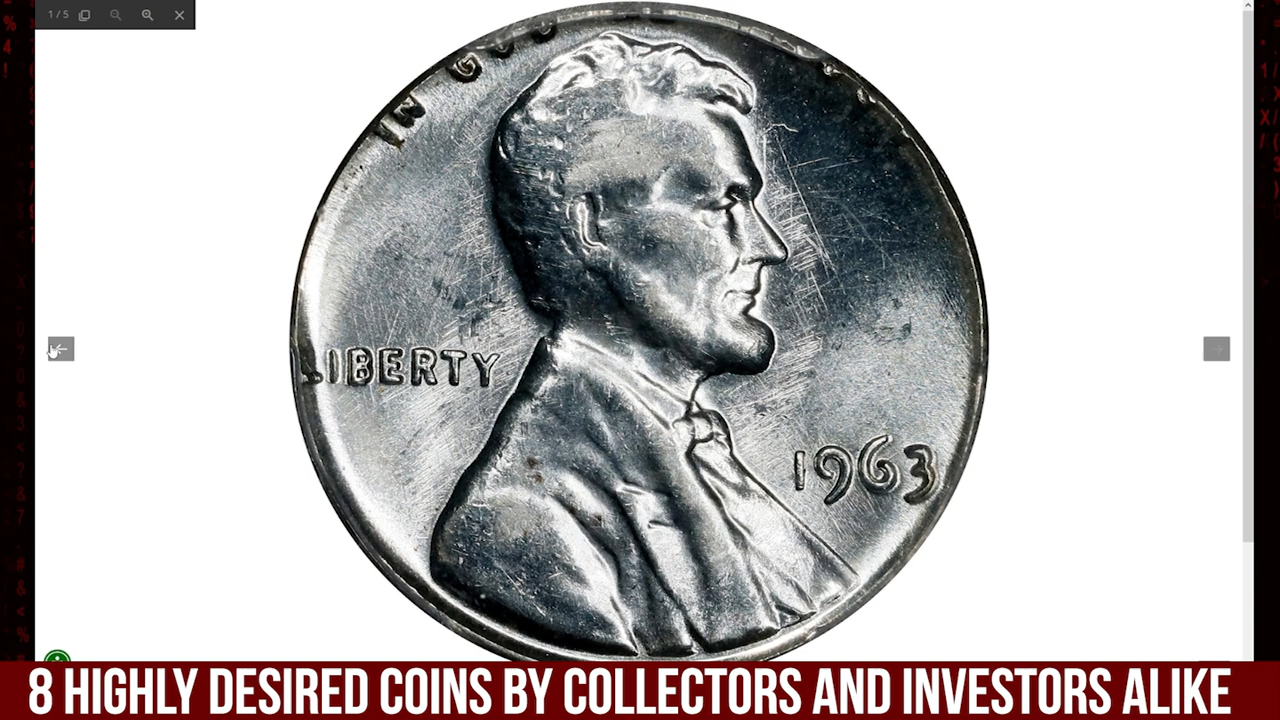 1 / 5
IN GOD
LIBERTY
1963
8 HIGHLY DESIRED COINS BY COLLECTORS AND INVESTORS ALIKE